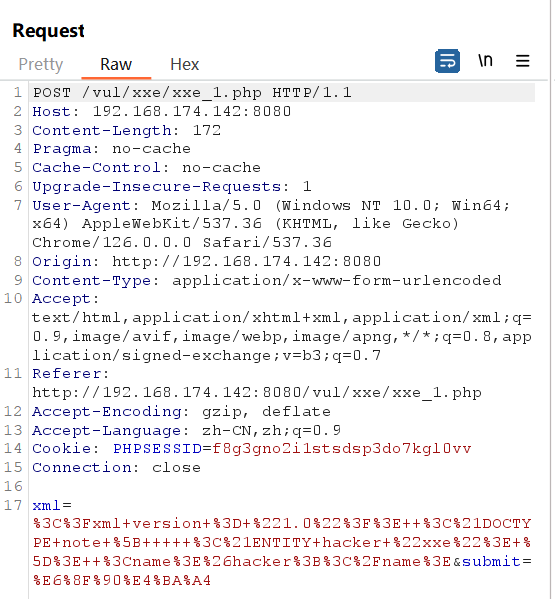 Request
Pretty Raw Hex \n
1 POST /vul/xxe/xxe_1.php HTTP/1.1
2 Host: 192.168.174.142:8080
3 Content-Length: 172
4 Pragma: no-cache
5 Cache-Control: no-cache
6 Upgrade-Insecure-Requests: 1
7 User-Agent: Mozilla/5.0 (Windows NT 10.0; Win64;
x64) AppleWebKit/537.36 (KHTML, like Gecko)
Chrome/126.0.0.0 Safari/537.36
8 Origin: http://192.168.174.142:8080
9 Content-Type: application/x-www-form-urlencoded
10 Accept:
text/html,application/xhtml+xml,application/xml;q=
0.9,image/avif,image/webp,image/apng,*/*;q=0.8,app
lication/signed-exchange;v=b3;q=0.7
11 Referer:
http://192.168.174.142:8080/vul/xxe/xxe_1.php
12 Accept-Encoding: gzip, deflate
13 Accept-Language: zh-CN,zh;q=0.9
14 Cookie: PHPSESSID=f8g3gno2i1stsdsp3do7kgl0vv
15 Connection: close
16
17 xml=
%3C%3Fxml+version+%3D+%221.0%22%3F%3E++%3C%21DOCTY
PE+note+%5B+++++%3C%21ENTITY+hacker+%22xxe%22%3E+%
5D%3E++%3Cname%3E%26hacker%3B%3C%2Fname%3E&submit=
%E6%8F%90%E4%BA%A4